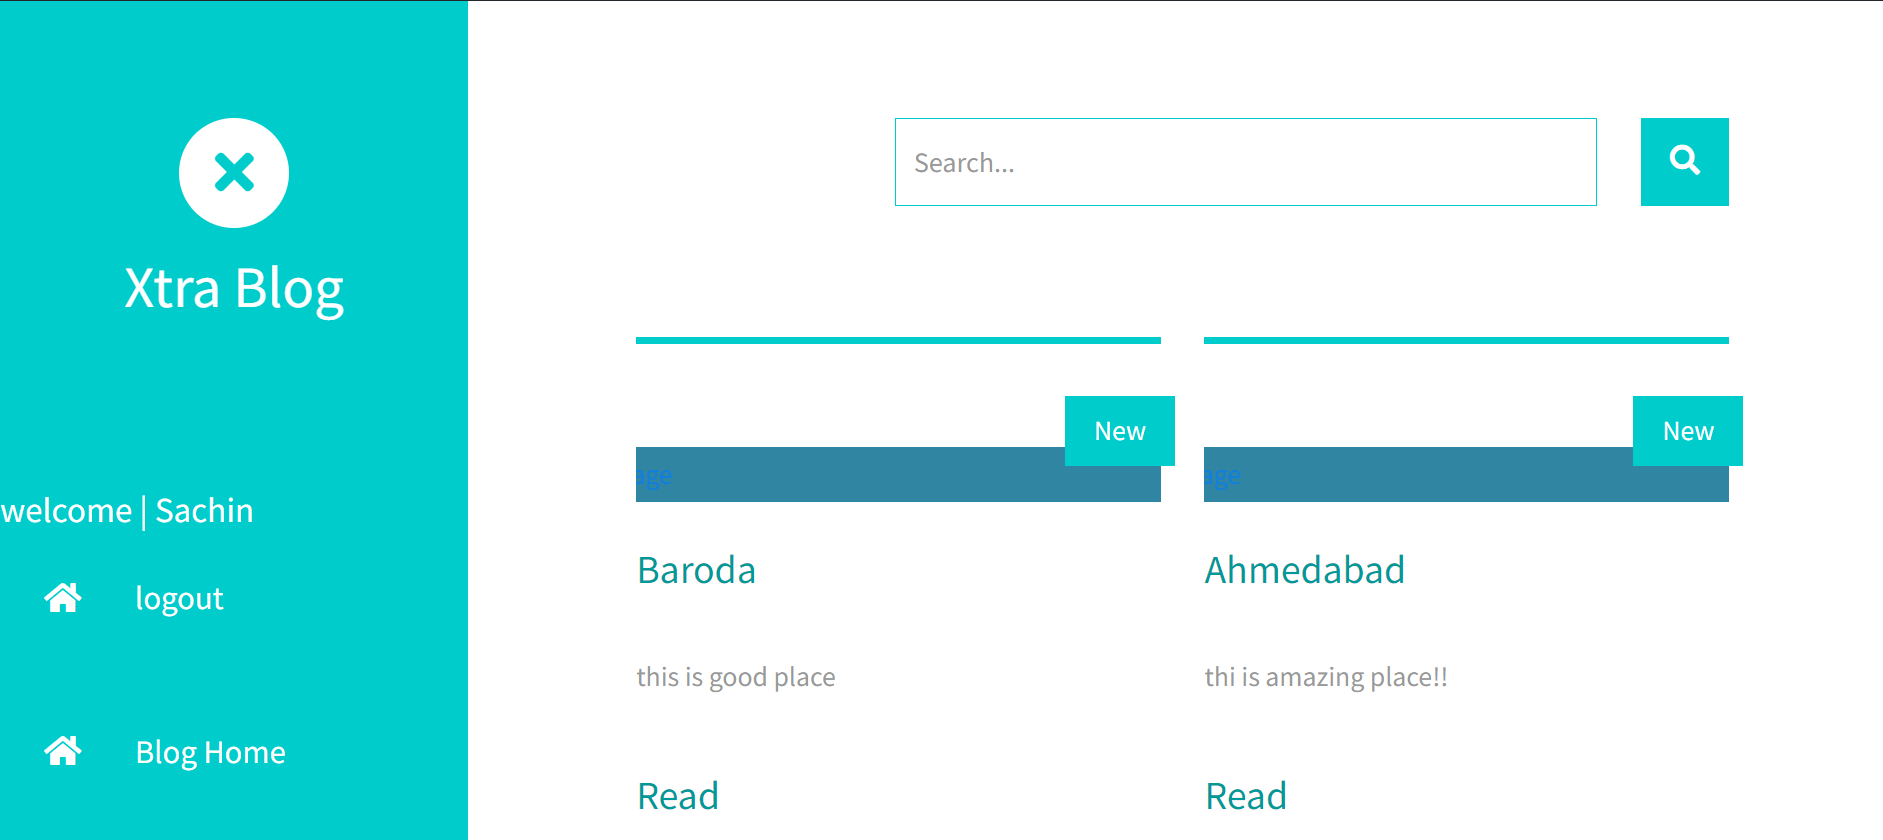 Xtra Blog
welcome | Sachin
logout
Blog Home
Search...
New
age
Baroda
this is good place
Read
New
age
Ahmedabad
thi is amazing place!!
Read